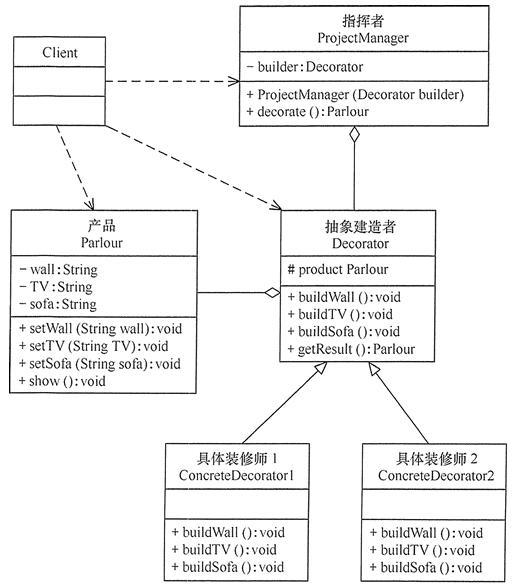 Client
指挥者
ProjectManager
- builder:Decorator
+ ProjectManager (Decorator builder)
+ decorate ():Parlour
产品
Parlour
- wall:String
- TV:String
- sofa:String
+ setWall (String wall):void
+ setTV (String TV):void
+ setSofa (String sofa):void
+ show ():void
抽象建造者
Decorator
# product Parlour
+ buildWall ():void
+ buildTV ():void
+ buildSofa ():void
+ getResult ():Parlour
具体装修师 1
ConcreteDecorator1
+ buildWall ():void
+ buildTV ():void
+ buildSofa ():void
具体装修师 2
ConcreteDecorator2
+ buildWall ():void
+ buildTV ():void
+ buildSofa ():void